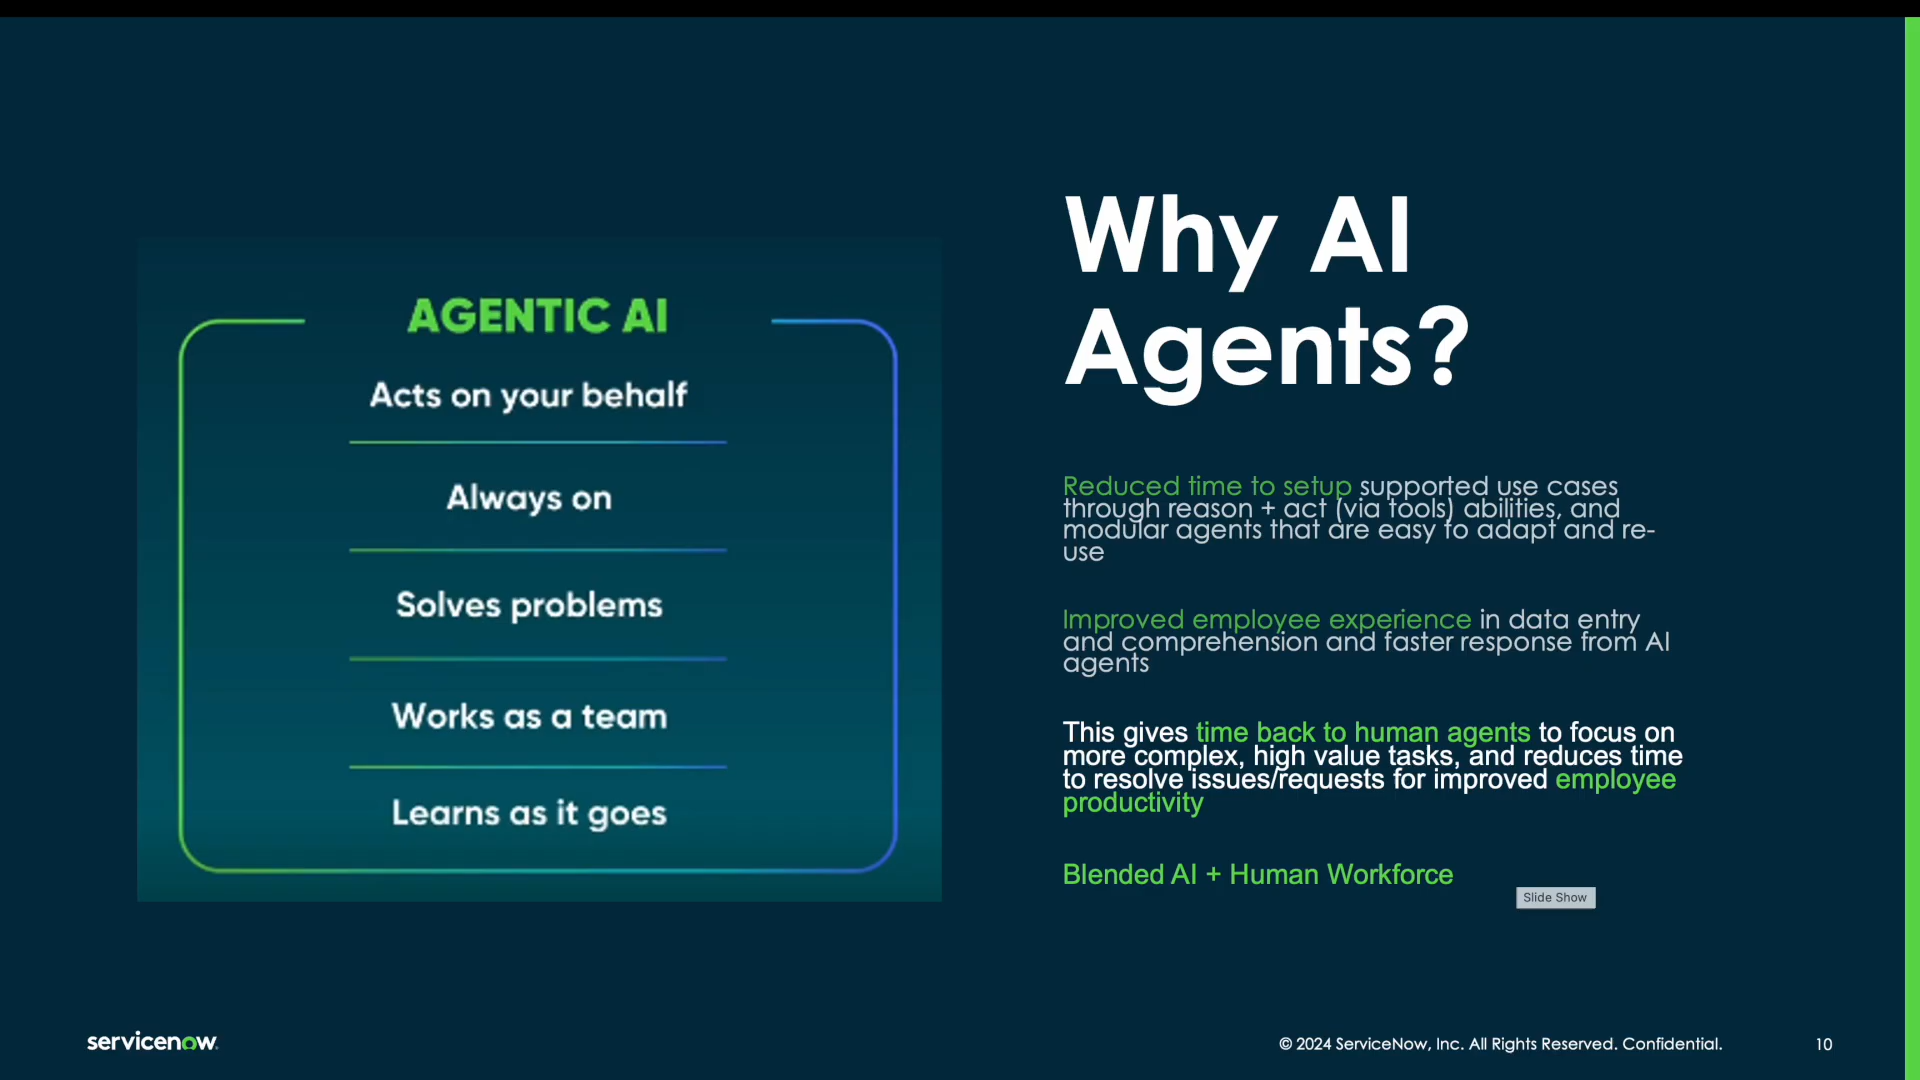 AGENTIC AI
Acts on your behalf
Always on
Solves problems
Works as a team
Learns as it goes
Why AI
Agents?
Reduced time to setup supported use cases
through reason + act (via tools) abilities, and
modular agents that are easy to adapt and re-
use
Improved employee experience in data entry
and comprehension and faster response from AI
agents
This gives time back to human agents to focus on
more complex, high value tasks, and reduces time
to resolve issues/requests for improved employee
productivity
Blended AI + Human Workforce
Slide Show
servicenow
© 2024 ServiceNow, Inc. All Rights Reserved. Confidential.
10